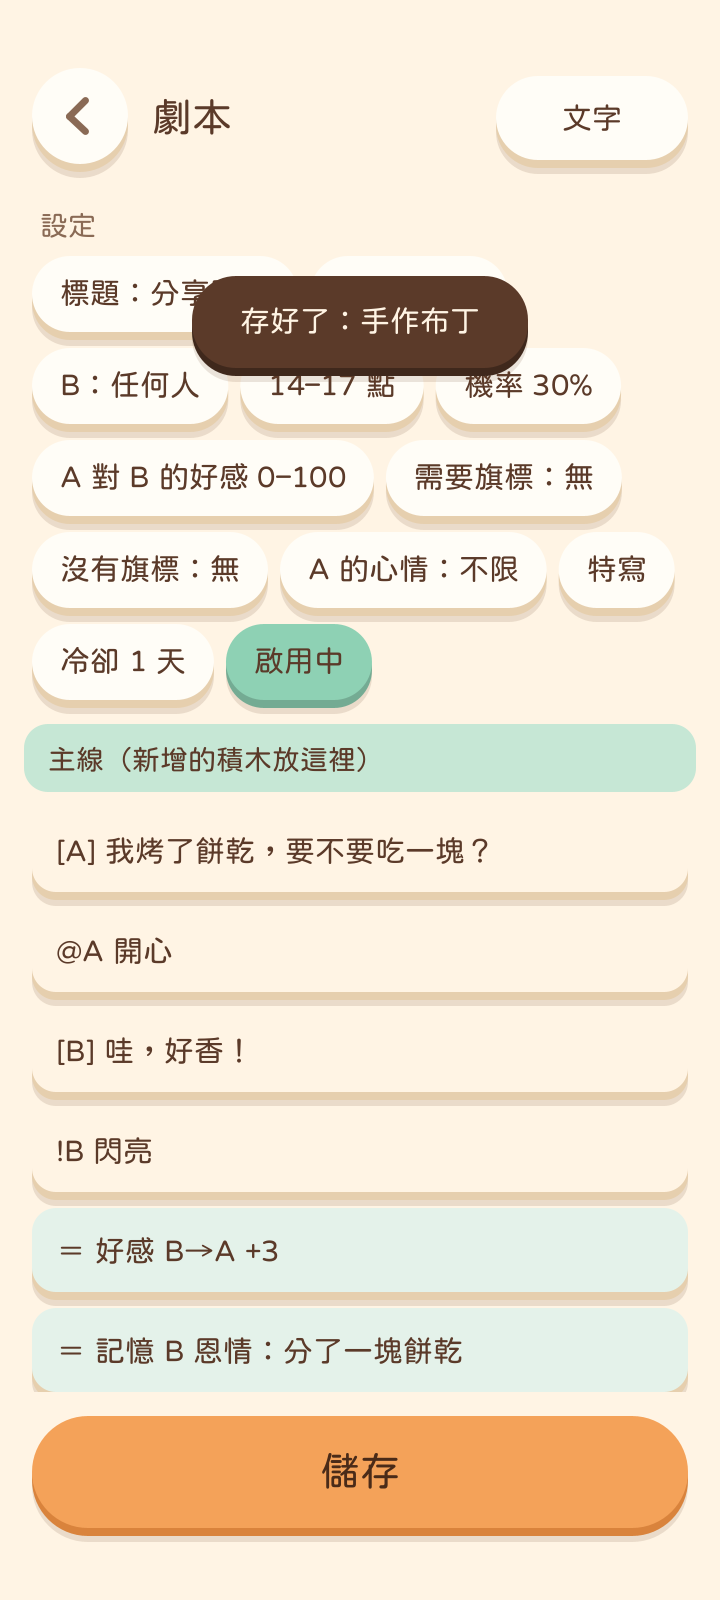 劇本
文字
設定
標題：分享
存好了：手作布丁
B：任何人
14–17 點
機率 30%
A 對 B 的好感 0–100
需要旗標：無
沒有旗標：無
A 的心情：不限
特寫
冷卻 1 天
啟用中
主線（新增的積木放這裡）
[A] 我烤了餅乾，要不要吃一塊？
@A 開心
[B] 哇，好香！
!B 閃亮
＝ 好感 B→A +3
＝ 記憶 B 恩情：分了一塊餅乾
儲存